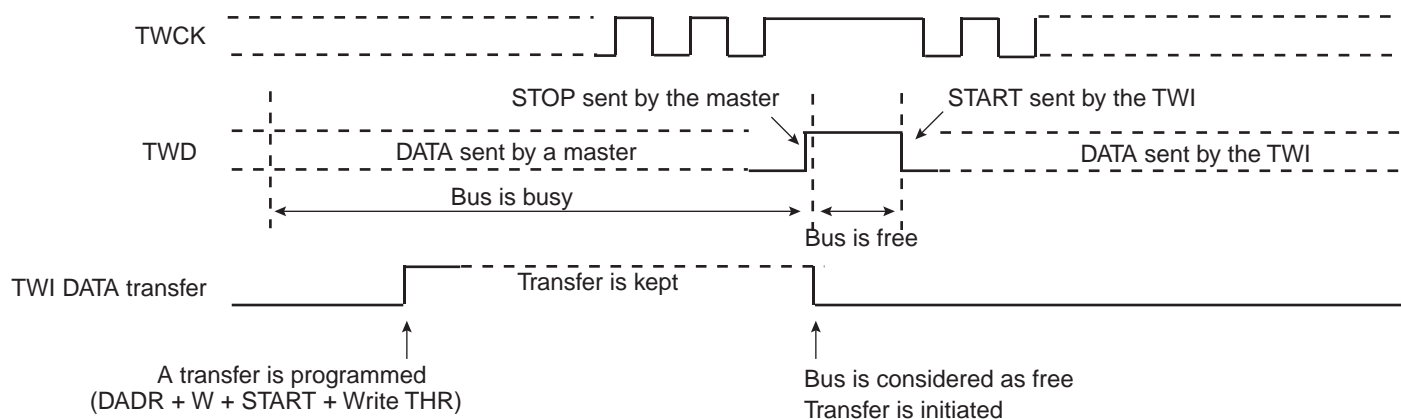 TWCK
STOP sent by the master
START sent by the TWI
TWD
DATA sent by a master
DATA sent by the TWI
Bus is busy
Bus is free
TWI DATA transfer
Transfer is kept
A transfer is programmed
(DADR + W + START + Write THR)
Bus is considered as free
Transfer is initiated